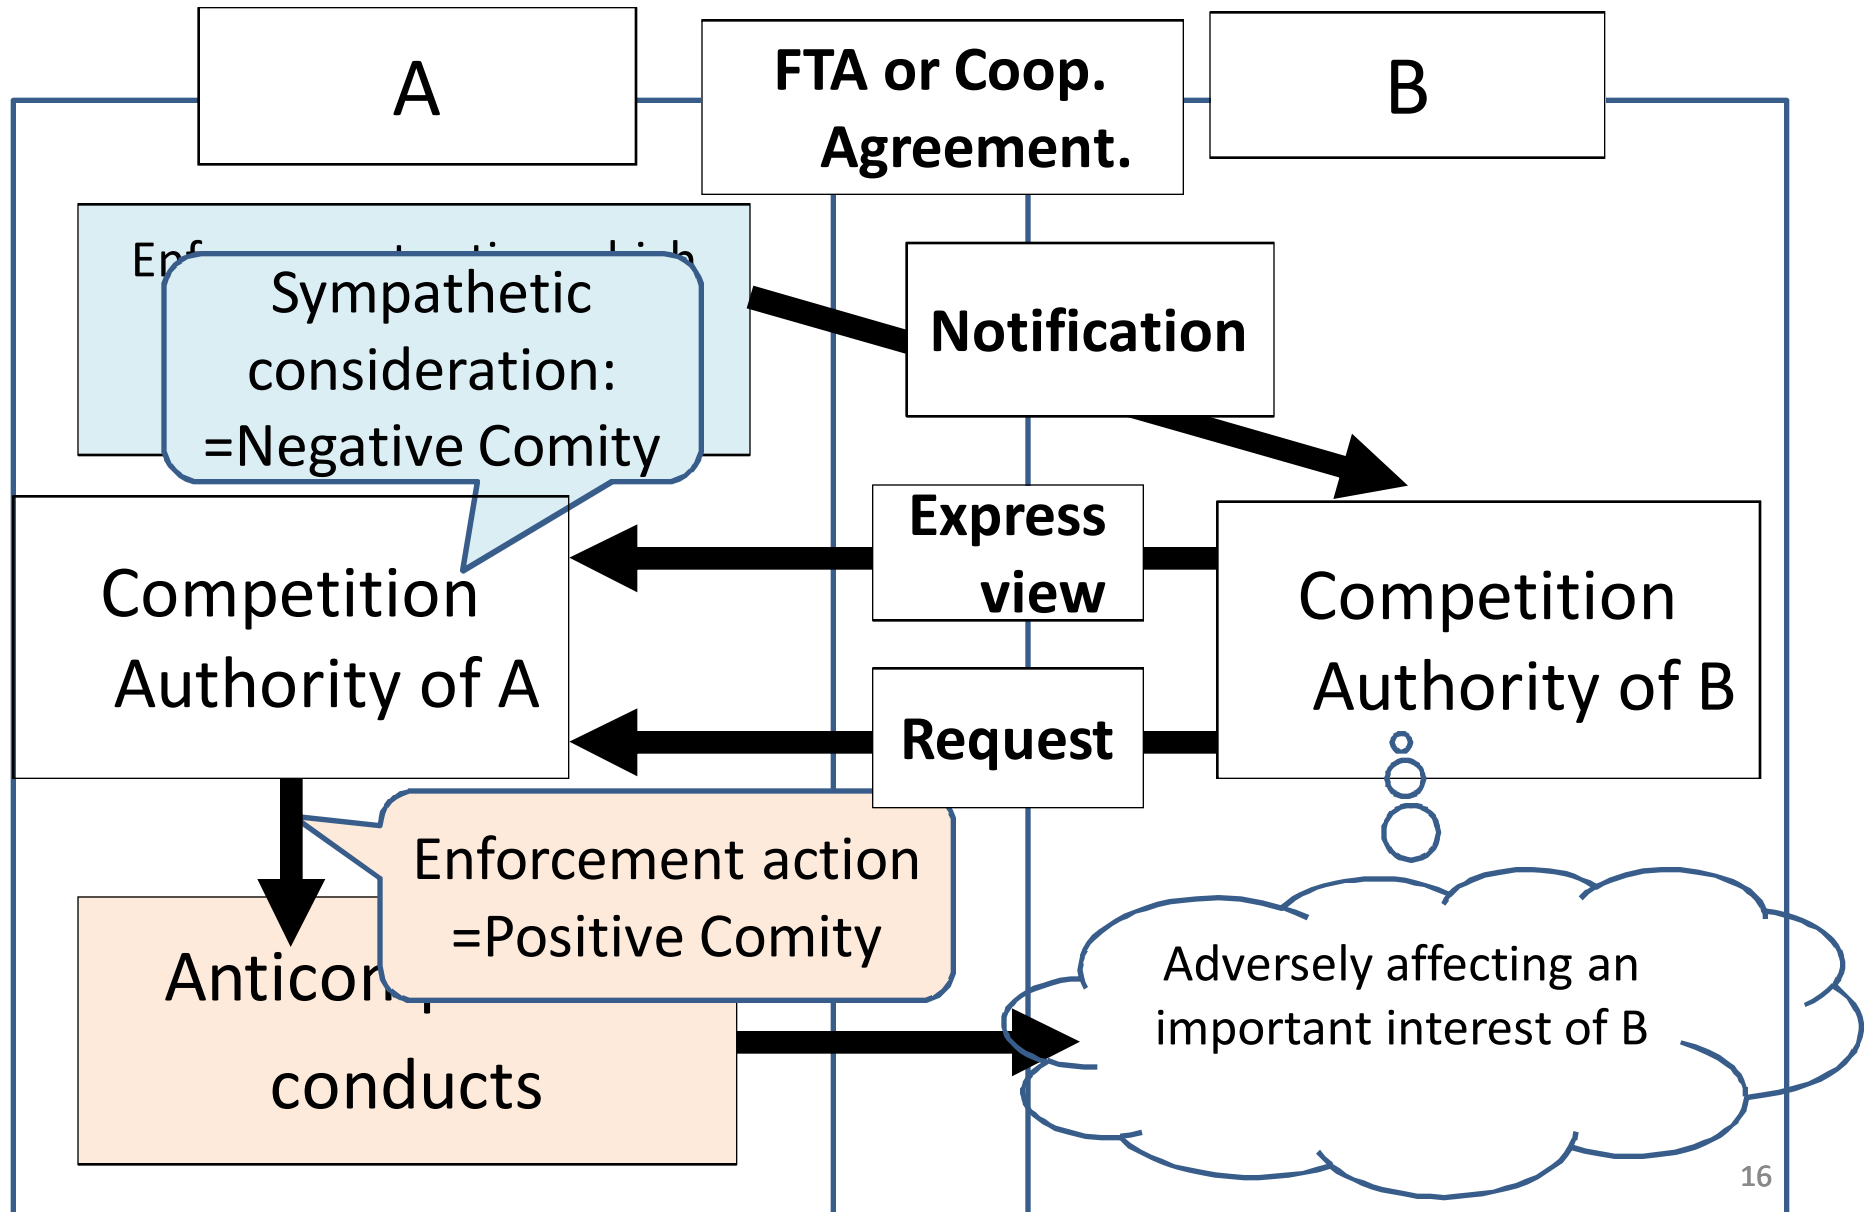 A
FTA or Coop.
Agreement.
B
Sympathetic
consideration:
=Negative Comity
Notification
Express
view
Competition
Authority of A
Competition
Authority of B
Request
Enforcement action
=Positive Comity
conducts
Adversely affecting an
important interest of B
16